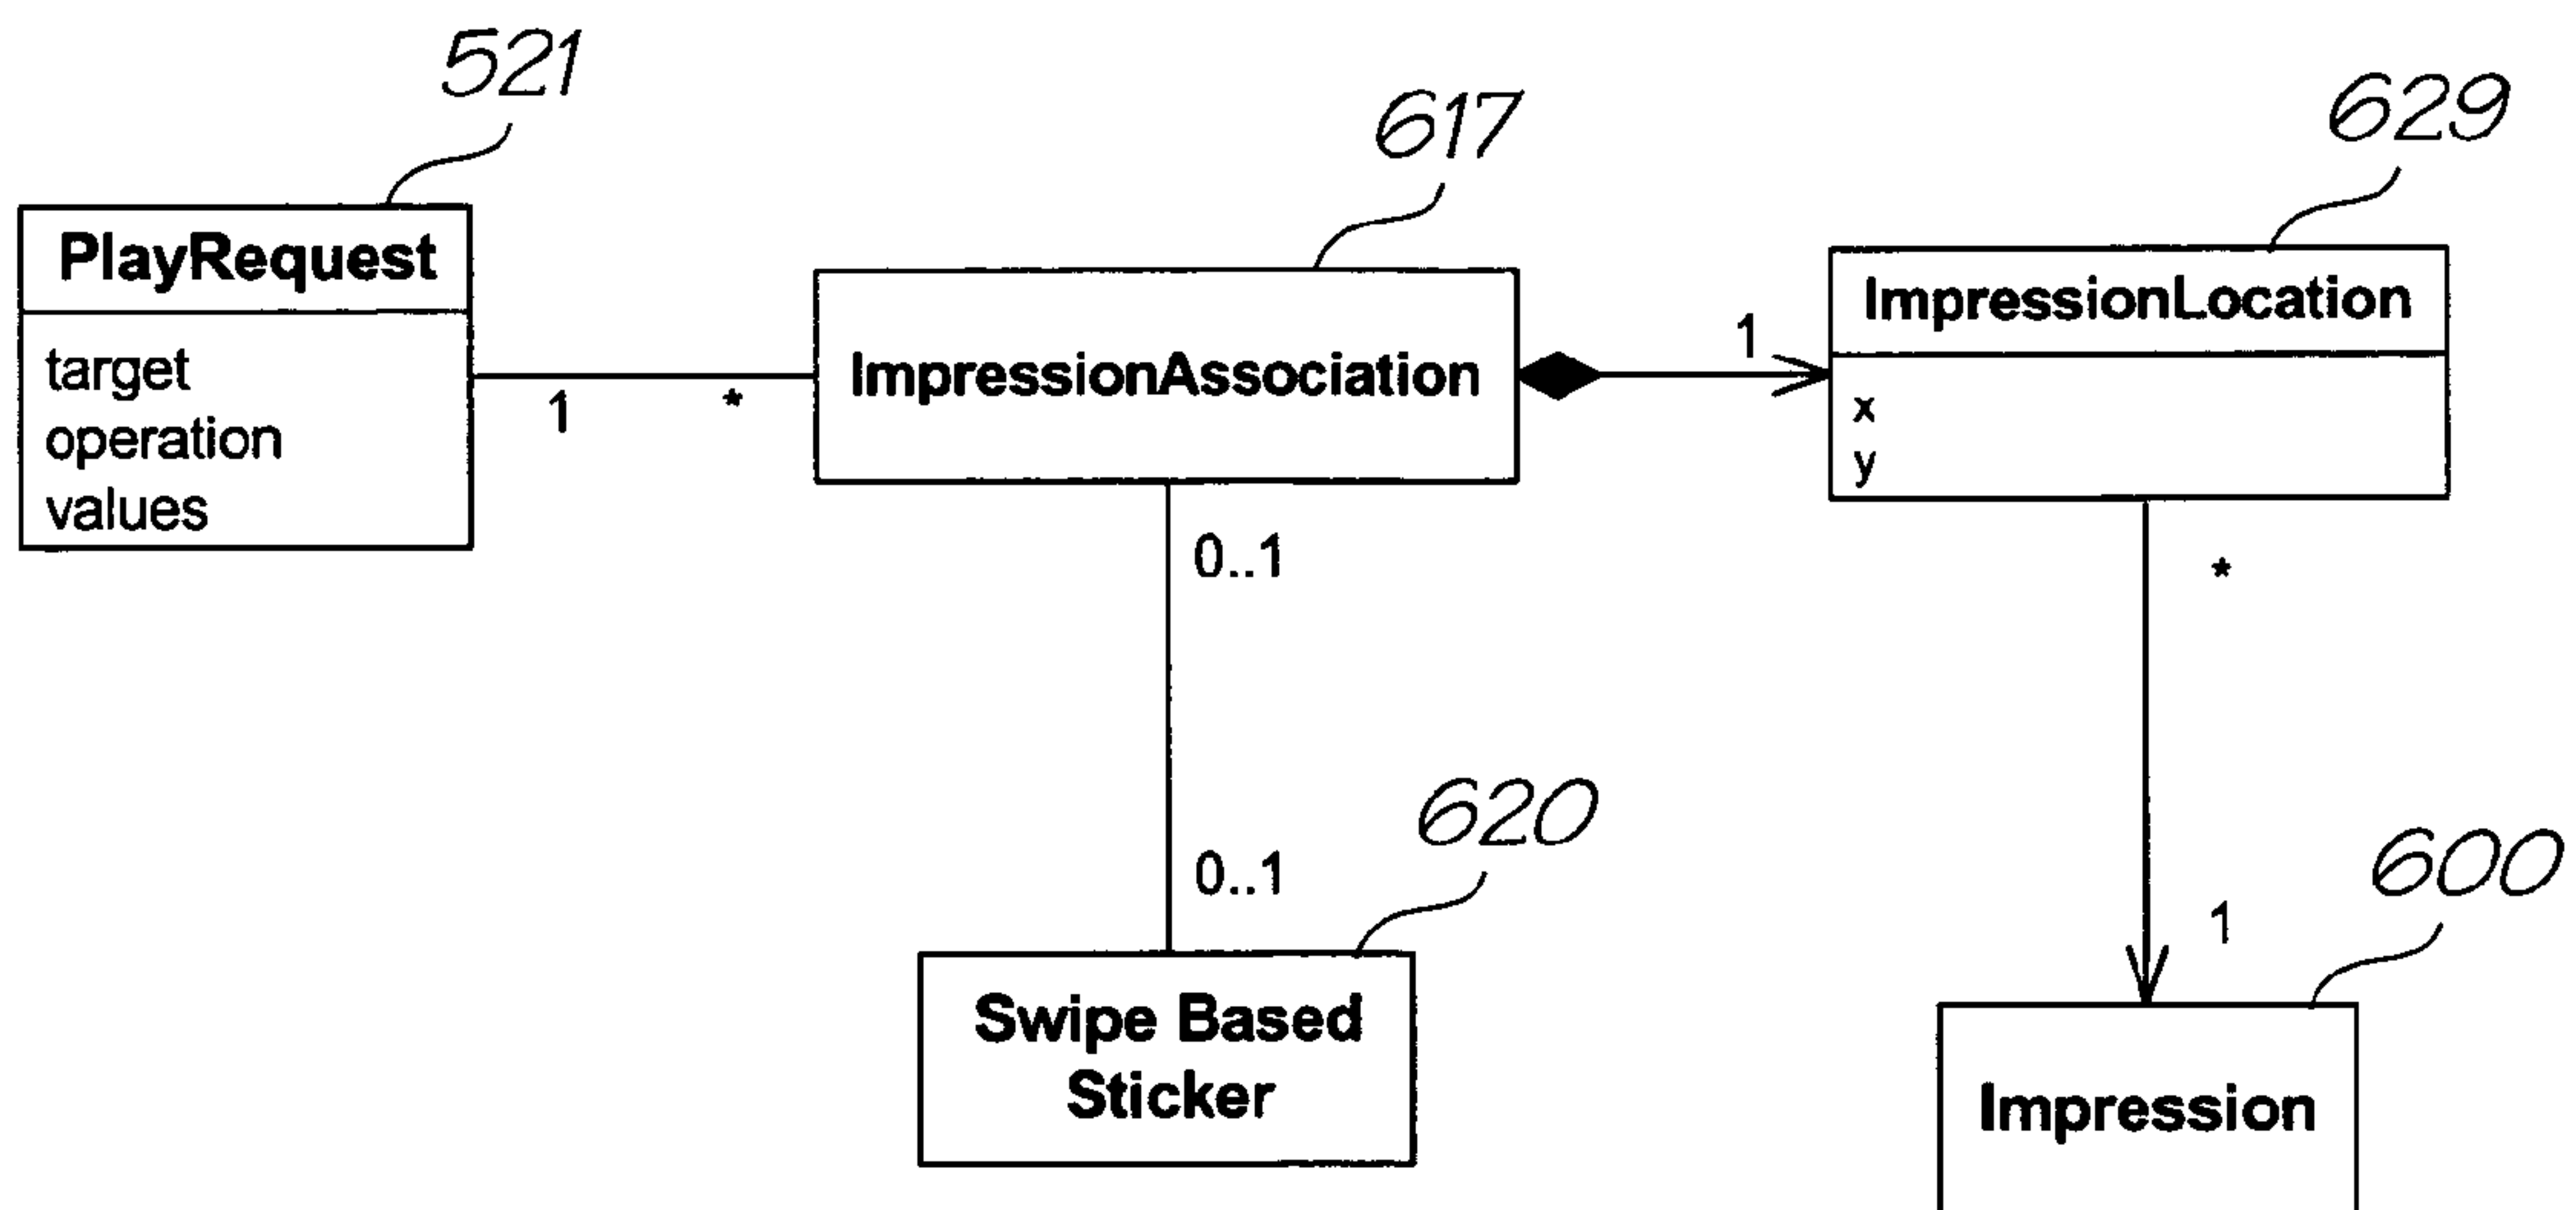 521
617
629
PlayRequest
target
operation
values
1
*
ImpressionAssociation
1
ImpressionLocation
x
y
0..1
*
0..1
620
600
1
Swipe Based
Sticker
Impression